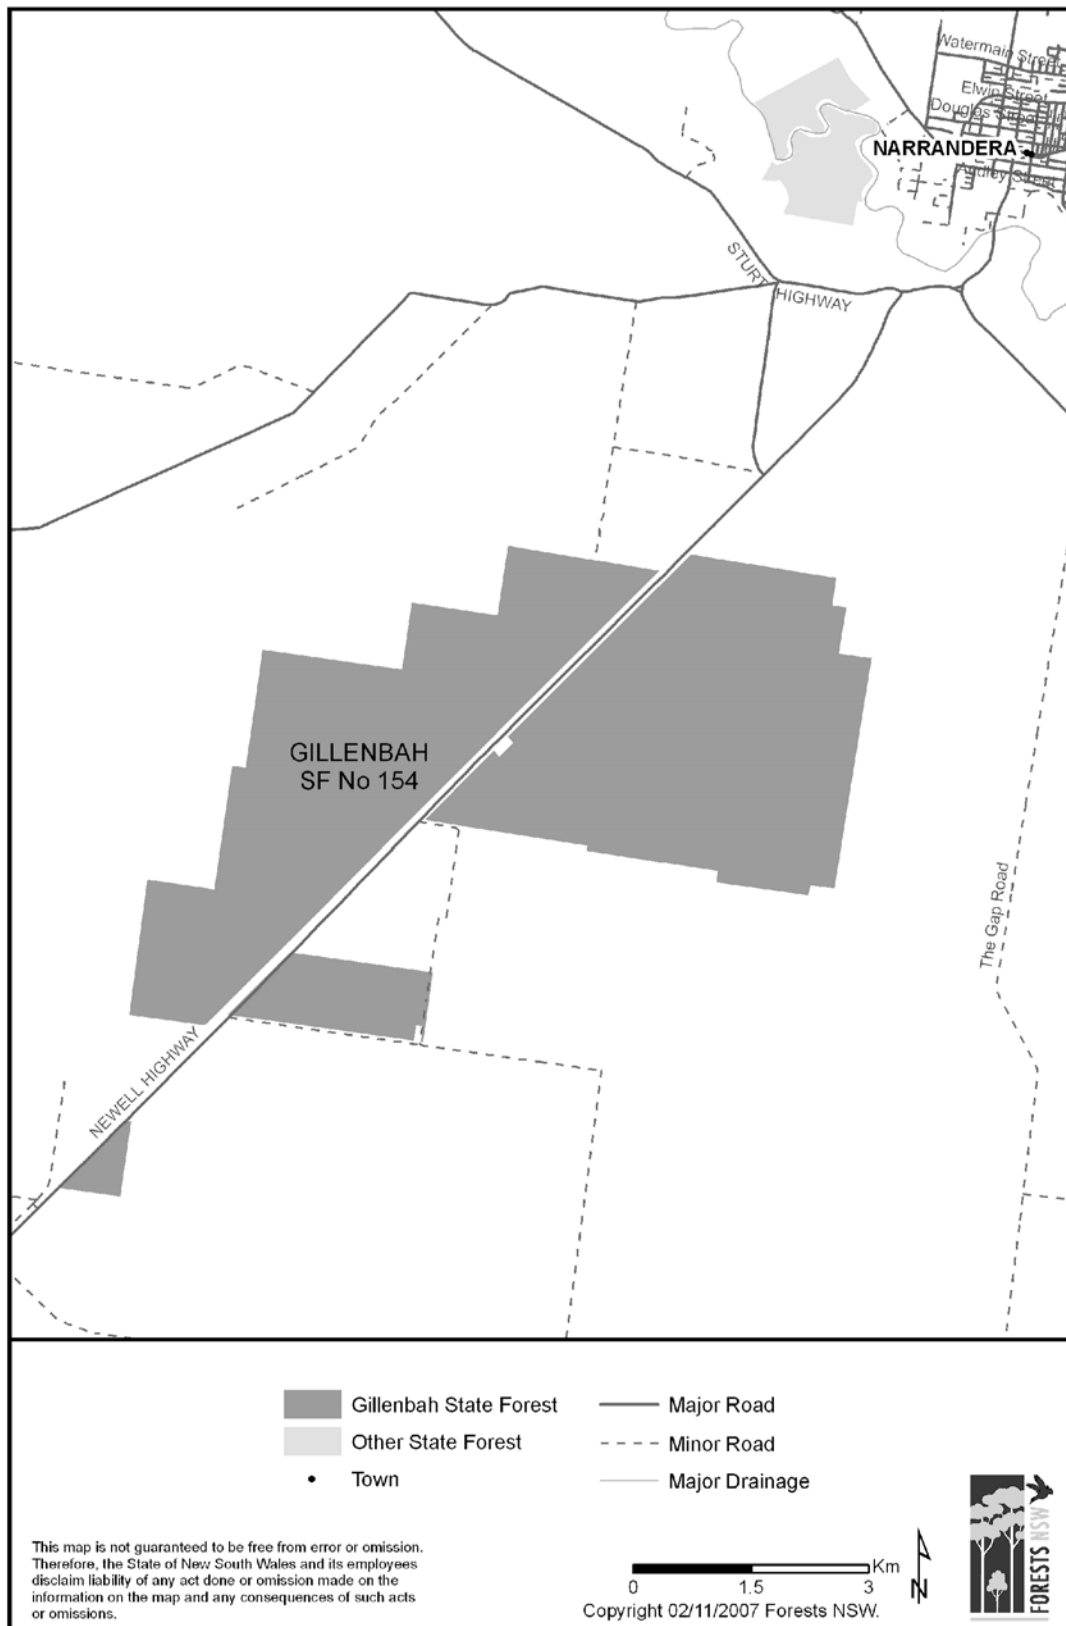 Watermain Street
Elwin Street
Douglas Street
NARRANDERA
Audley Street
STURT HIGHWAY
GILLENBAH
SF No 154
The Gap Road
NEWELL HIGHWAY
Gillenbah State Forest
Major Road
Other State Forest
Minor Road
Town
Major Drainage
This map is not guaranteed to be free from error or omission.
Therefore, the State of New South Wales and its employees
disclaim liability of any act done or omission made on the
information on the map and any consequences of such acts
or omissions.
Km
0 1.5 3
N
Copyright 02/11/2007 Forests NSW.
FORESTS NSW